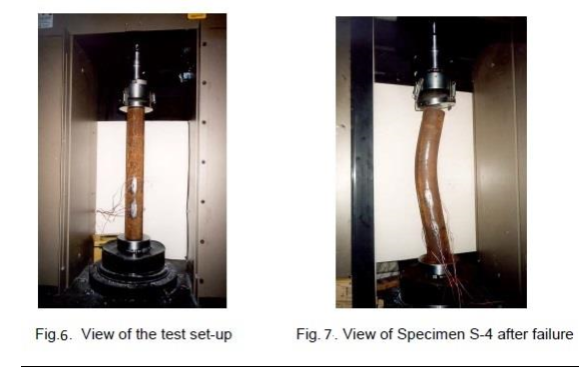 Fig.6. View of the test set-up
Fig. 7. View of Specimen S-4 after failure